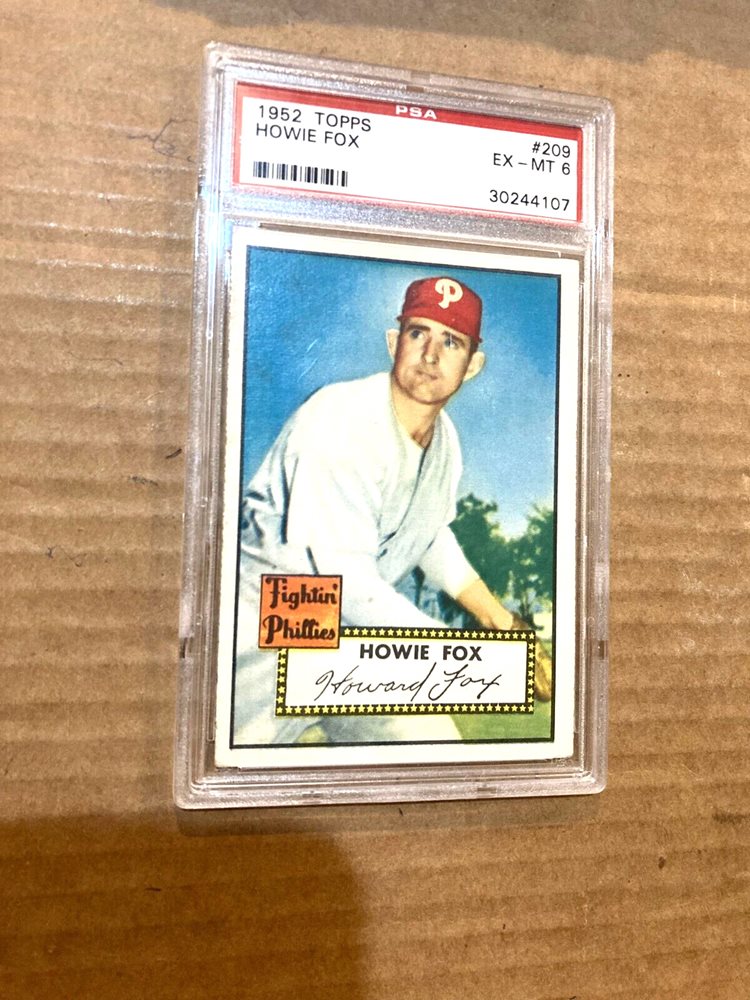 PSA
1952 TOPPS #209
HOWIE FOX EX - MT 6
30244107
P
Fightin'
Phillies
HOWIE FOX
Howard Fox